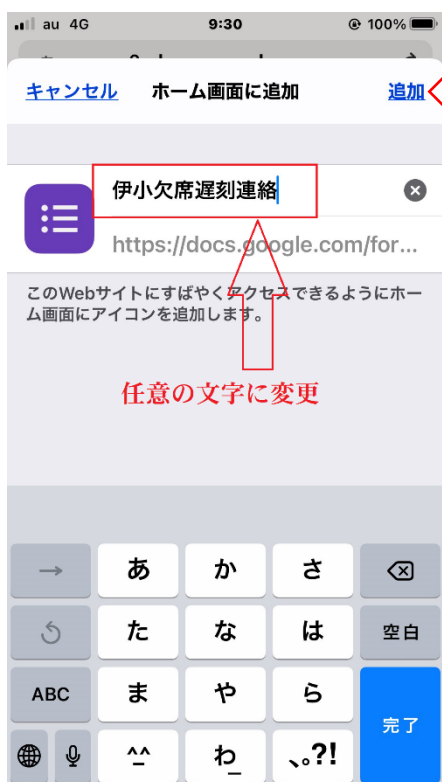 au 4G 9:30 100%
キャンセル ホーム画面に追加 追加
伊小欠席遅刻連絡
https://docs.google.com/for...
このWebサイトにすばやくアクセスできるようにホー
ム画面にアイコンを追加します。
任意の文字に変更
→ あ か さ
た な は 空白
ABC ま や ら
完了
^_^ わ_ 、。?!